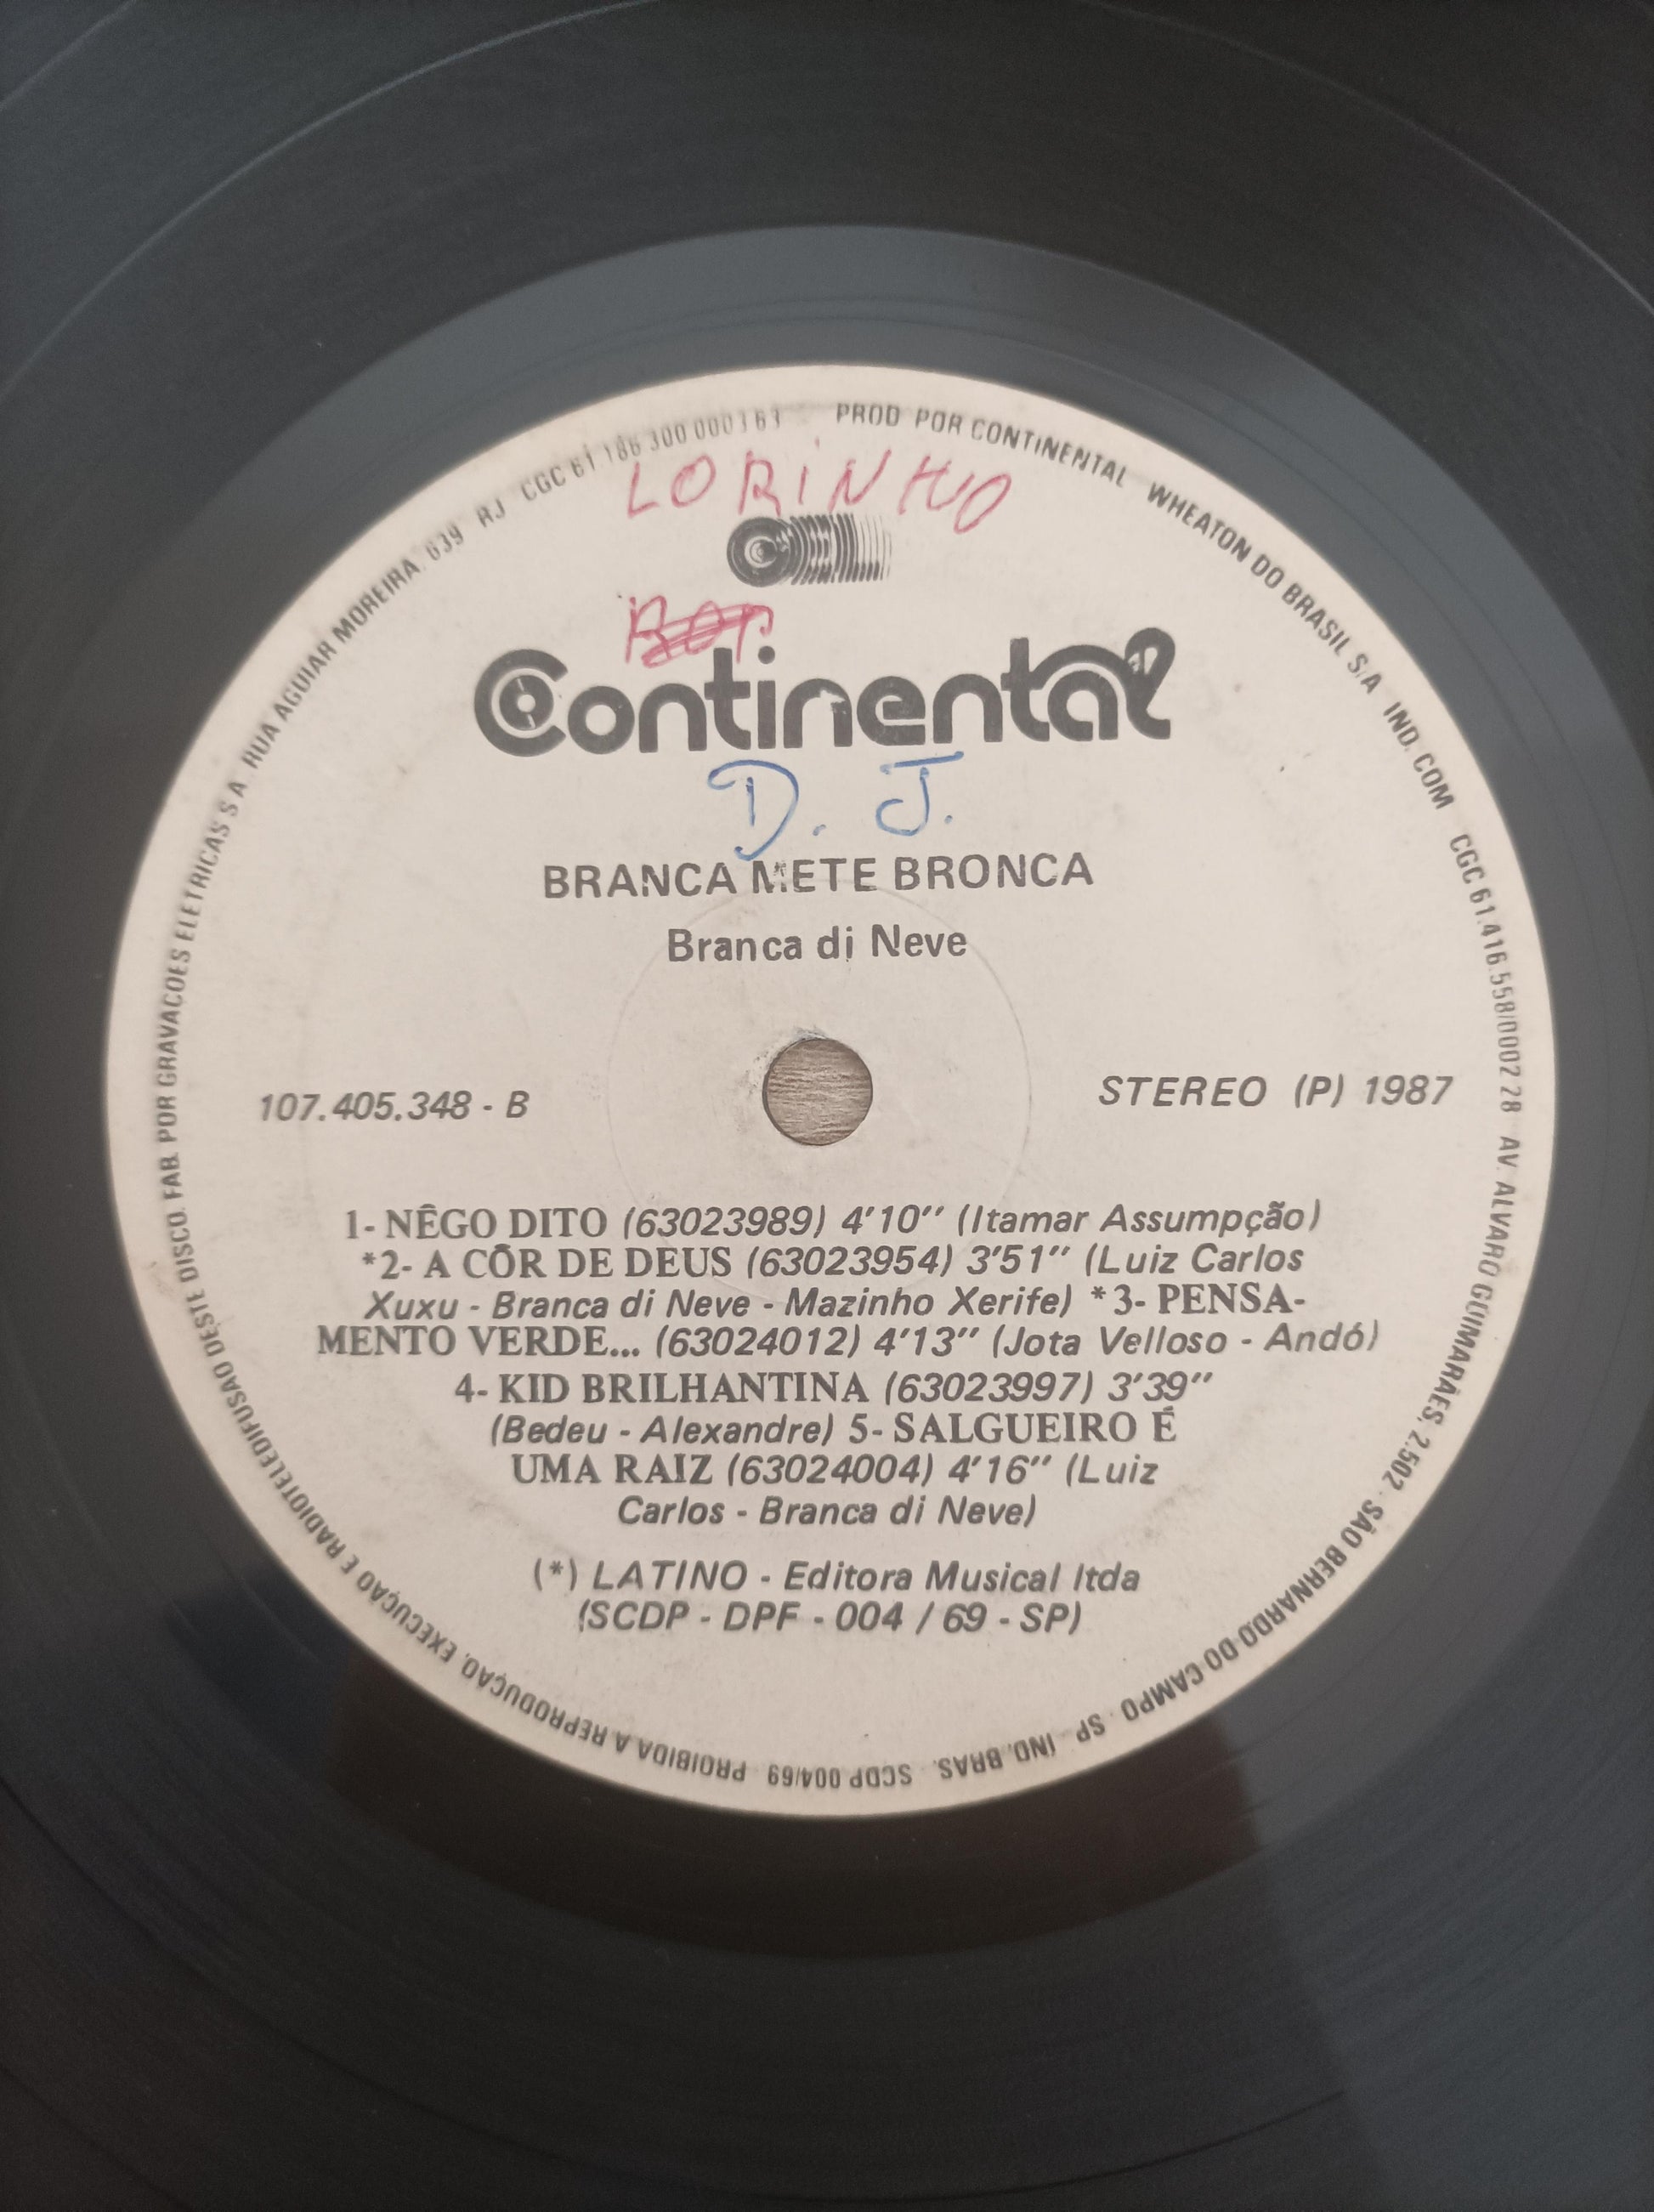 PROD POR CONTINENTAL WHEATON DO BRASIL S/A IND. COM CGC 61.416.558/0002 28 AV. ALVARO GUIMARÃES, 2.502 . SÃO BERNARDO DO CAMPO . SP IND. BRAS. SCDP 004/69 PROIBIDA A REPRODUÇÃO, EXECUÇÃO E RADIOTELEDIFUSÃO DESTE DISCO. FAB. POR GRAVACOES ELETRICAS S A RUA AGUIAR MOREIRA. 639 RJ CGC 61 186 300 000163
LORINHO
Continental
D. J.
BRANCA METE BRONCA
Branca di Neve
107.405.348 - B
STEREO (P) 1987
1- NÊGO DITO (63023989) 4'10'' (Itamar Assumpção)
*2- A CÔR DE DEUS (63023954) 3'51'' (Luiz Carlos
Xuxu - Branca di Neve - Mazinho Xerife) *3- PENSA-
MENTO VERDE... (63024012) 4'13'' (Jota Velloso - Andó)
4- KID BRILHANTINA (63023997) 3'39''
(Bedeu - Alexandre) 5- SALGUEIRO É
UMA RAIZ (63024004) 4'16'' (Luiz
Carlos - Branca di Neve)
(*) LATINO - Editora Musical ltda
(SCDP - DPF - 004 / 69 - SP)